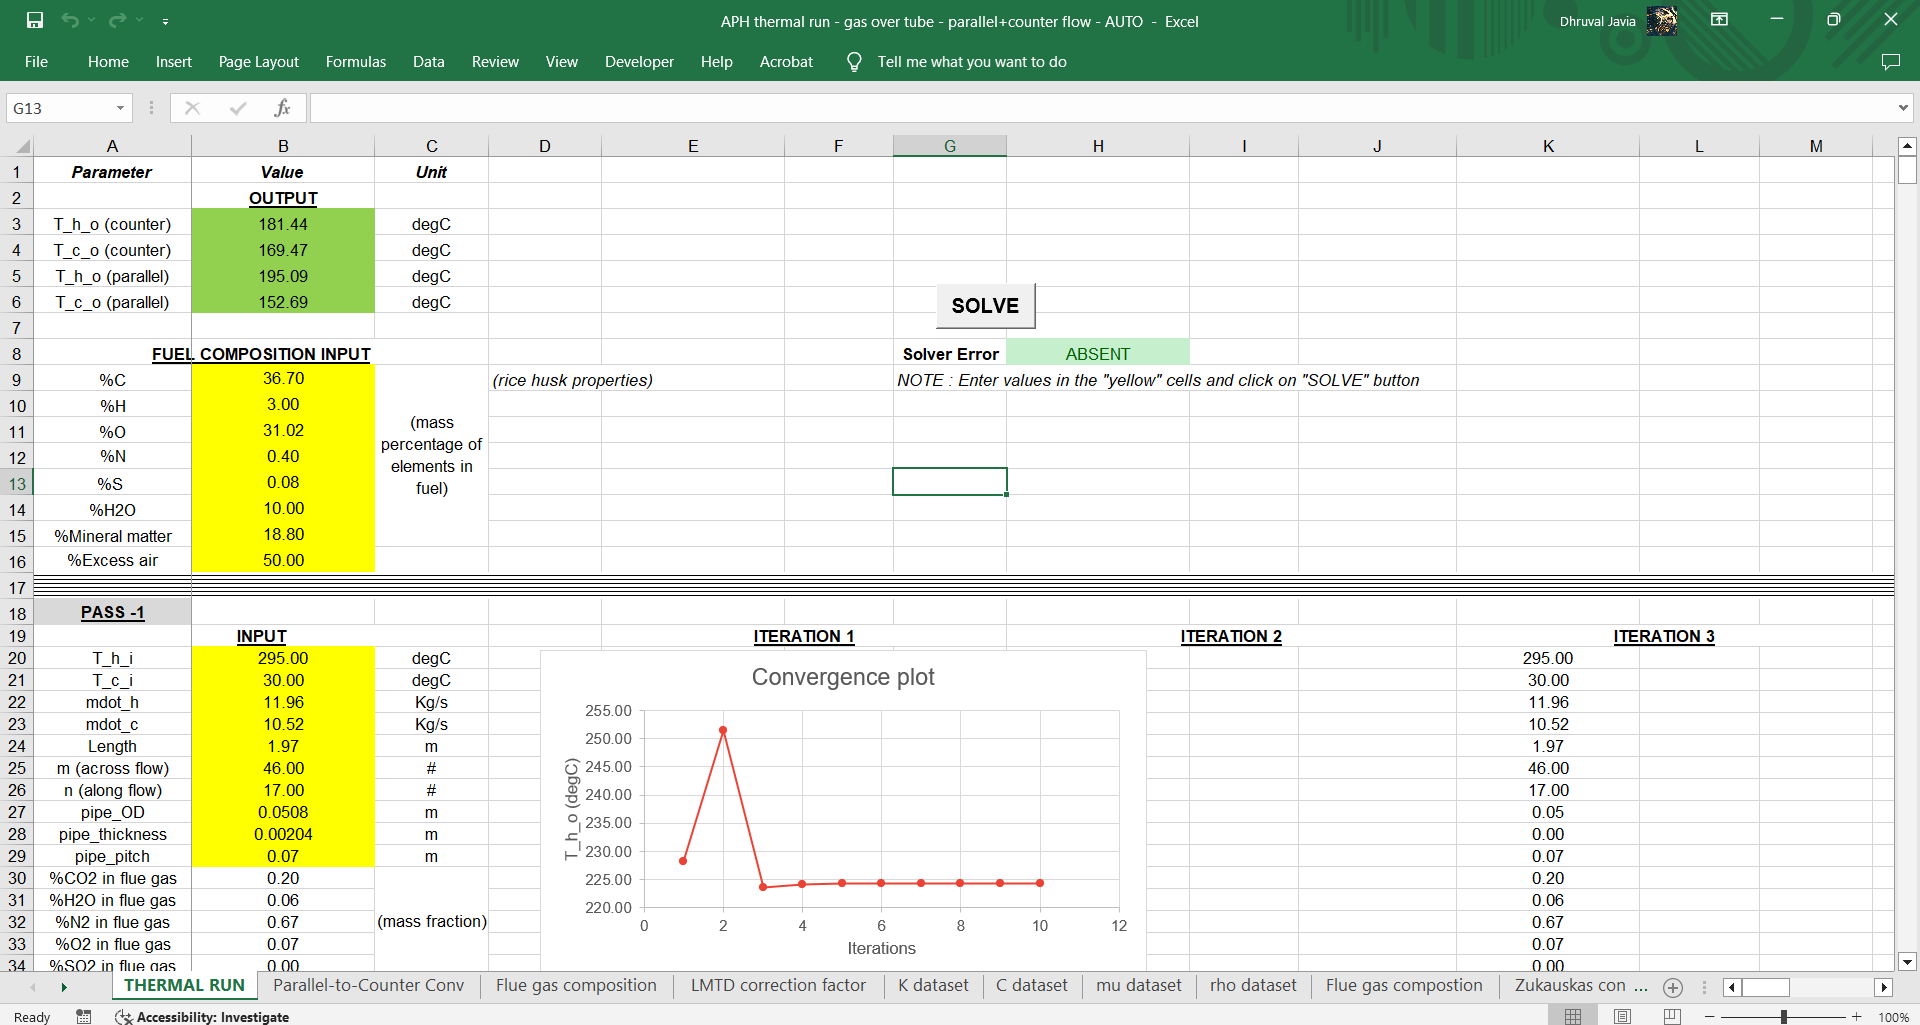 APH thermal run - gas over tube - parallel+counter flow - AUTO - Excel
Dhruval Javia
File Home Insert Page Layout Formulas Data Review View Developer Help Acrobat Tell me what you want to do
G13 fx
A B C D E F G H I J K L M
1 Parameter Value Unit
2 OUTPUT
3 T_h_o (counter) 181.44 degC
4 T_c_o (counter) 169.47 degC
5 T_h_o (parallel) 195.09 degC
6 T_c_o (parallel) 152.69 degC
SOLVE
7
8 FUEL COMPOSITION INPUT Solver Error ABSENT
9 %C 36.70 (rice husk properties) NOTE : Enter values in the "yellow" cells and click on "SOLVE" button
10 %H 3.00
11 %O 31.02
12 %N 0.40
13 %S 0.08
14 %H2O 10.00
15 %Mineral matter 18.80
16 %Excess air 50.00
(mass
percentage of
elements in
fuel)
17
18 PASS -1
19 INPUT ITERATION 1 ITERATION 2 ITERATION 3
20 T_h_i 295.00 degC 295.00
21 T_c_i 30.00 degC 30.00
22 mdot_h 11.96 Kg/s 11.96
23 mdot_c 10.52 Kg/s 10.52
24 Length 1.97 m 1.97
25 m (across flow) 46.00 # 46.00
26 n (along flow) 17.00 # 17.00
27 pipe_OD 0.0508 m 0.05
28 pipe_thickness 0.00204 m 0.00
29 pipe_pitch 0.07 m 0.07
30 %CO2 in flue gas 0.20 0.20
31 %H2O in flue gas 0.06 0.06
32 %N2 in flue gas 0.67 (mass fraction) 0.67
33 %O2 in flue gas 0.07 0.07
34 %SO2 in flue gas 0.00 0.00
Convergence plot
T_h_o (degC)
255.00
250.00
245.00
240.00
235.00
230.00
225.00
220.00
0 2 4 6 8 10 12
Iterations
THERMAL RUN Parallel-to-Counter Conv Flue gas composition LMTD correction factor K dataset C dataset mu dataset rho dataset Flue gas compostion Zukauskas con ...
Ready Accessibility: Investigate 100%